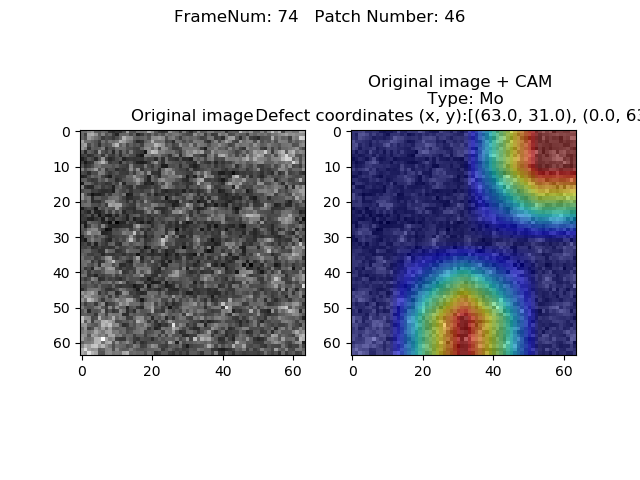 FrameNum: 74   Patch Number: 46
Original image + CAM
Type: Mo
Original image
Defect coordinates (x, y):[(63.0, 31.0), (0.0, 63
0
10
20
30
40
50
60
0 20 40 60
0
10
20
30
40
50
60
0 20 40 60